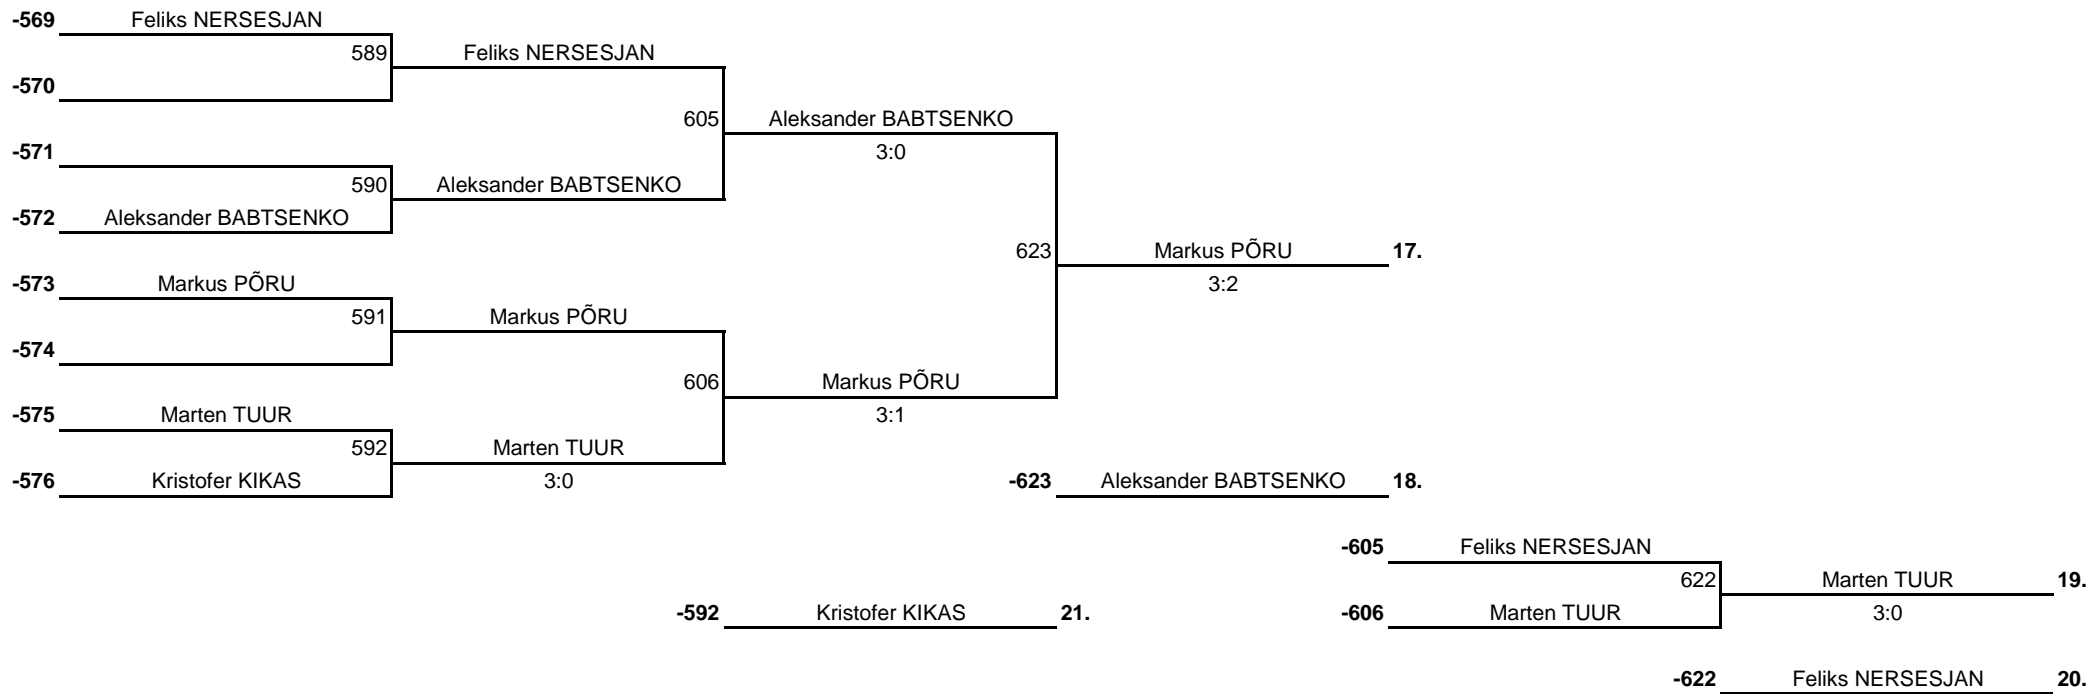 -569 Feliks NERSESJAN
589 Feliks NERSESJAN
-570
605 Aleksander BABTSENKO
-571 3:0
590 Aleksander BABTSENKO
-572 Aleksander BABTSENKO
623 Markus PÕRU 17.
-573 Markus PÕRU 3:2
591 Markus PÕRU
-574
606 Markus PÕRU
-575 Marten TUUR 3:1
592 Marten TUUR
-576 Kristofer KIKAS 3:0 -623 Aleksander BABTSENKO 18.
-605 Feliks NERSESJAN
622 Marten TUUR 19.
-592 Kristofer KIKAS 21. -606 Marten TUUR 3:0
-622 Feliks NERSESJAN 20.